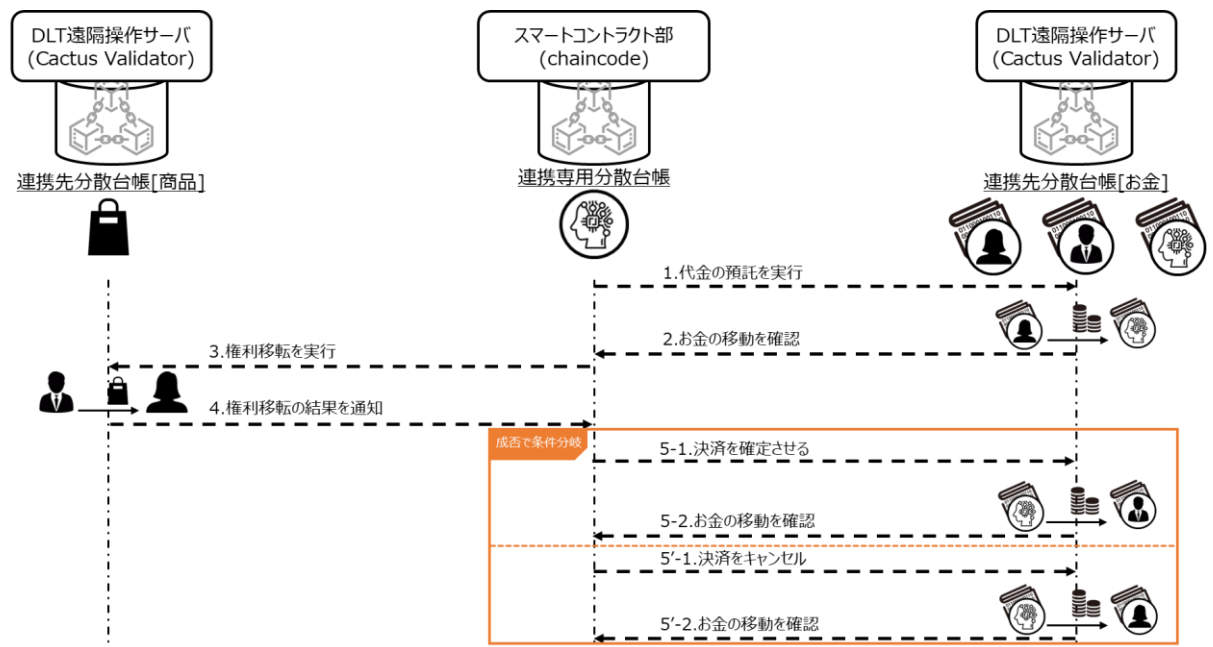 DLT遠隔操作サーバ
(Cactus Validator)
スマートコントラクト部
(chaincode)
DLT遠隔操作サーバ
(Cactus Validator)
連携先分散台帳[商品]
連携専用分散台帳
連携先分散台帳[お金]
1.代金の預託を実行
2.お金の移動を確認
3.権利移転を実行
4.権利移転の結果を通知
成否で条件分岐
5-1.決済を確定させる
5-2.お金の移動を確認
5′-1.決済をキャンセル
5′-2.お金の移動を確認